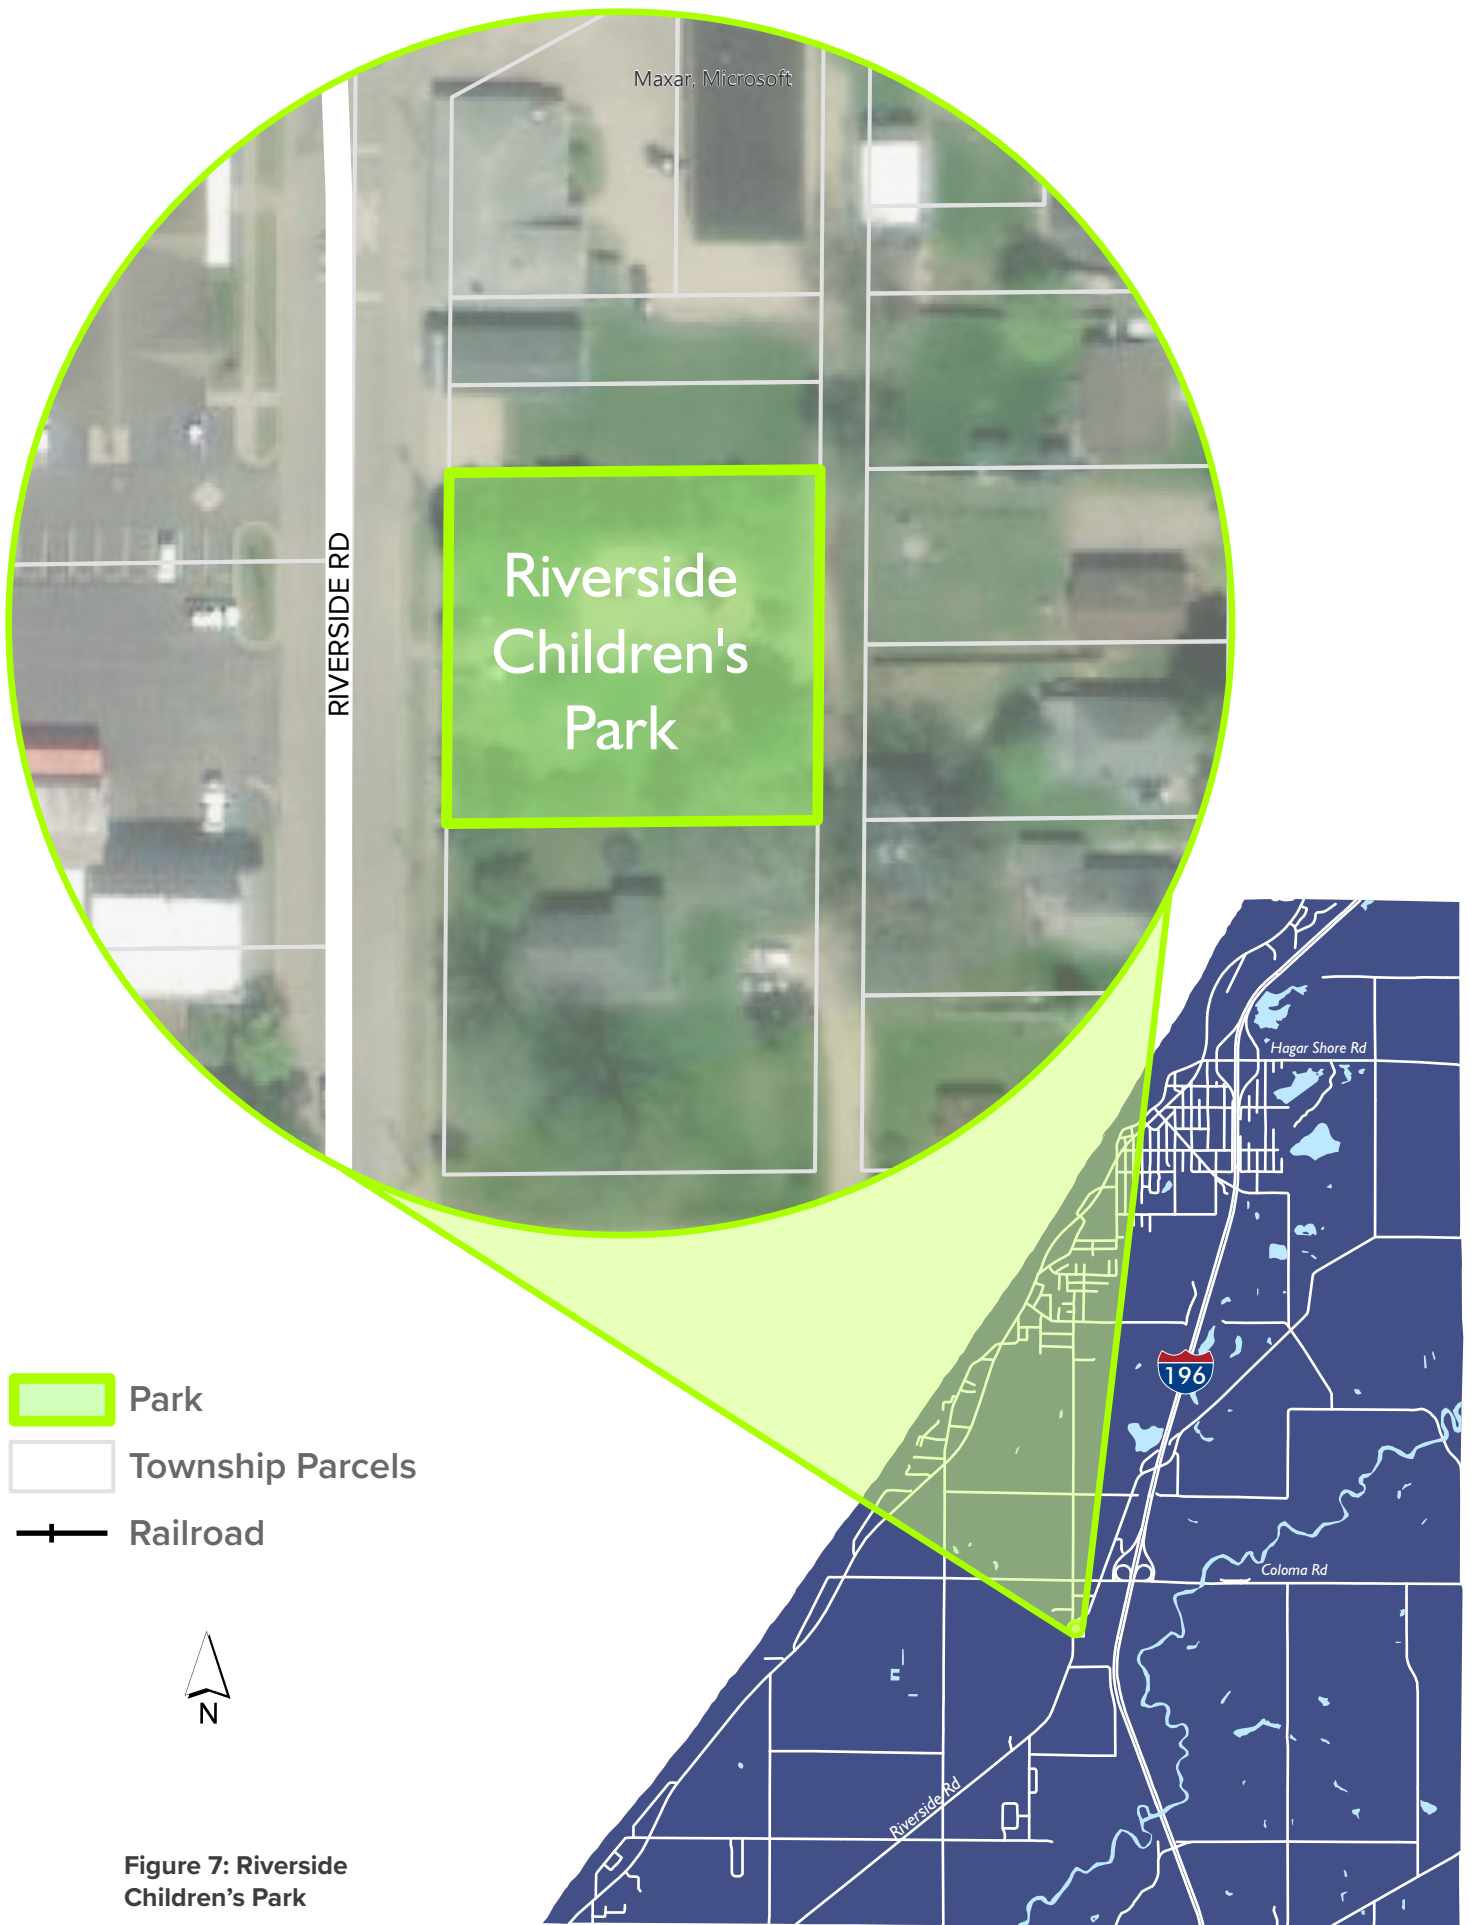 Maxar, Microsoft
RIVERSIDE RD
Riverside
Children's
Park
Hagar Shore Rd
196
Park
Township Parcels
Railroad
Coloma Rd
N
Riverside Rd
Figure 7: Riverside
Children’s Park